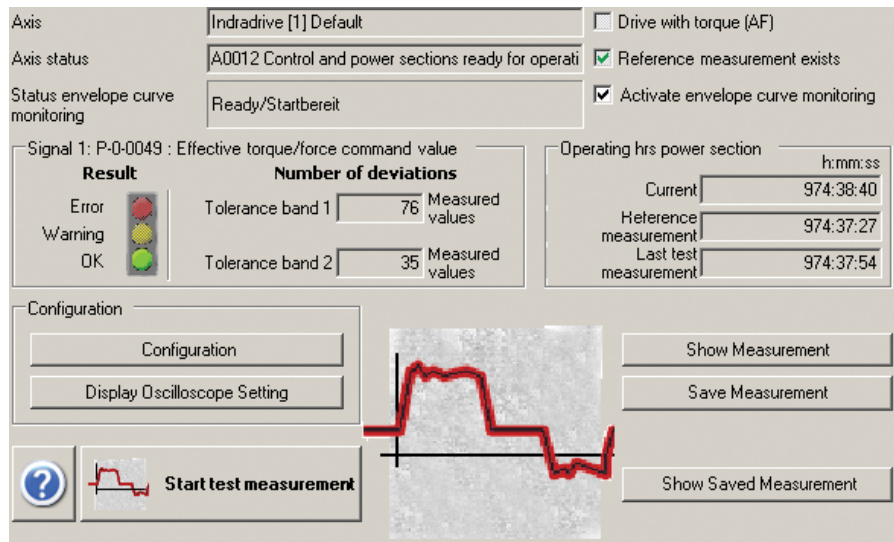 Axis
Indradrive [1] Default
Drive with torque (AF)
Axis status
A0012 Control and power sections ready for operati
Reference measurement exists
Status envelope curve
monitoring
Ready/Startbereit
Activate envelope curve monitoring
Signal 1: P-0-0049 : Effective torque/force command value
Result
Number of deviations
Error
Warning
OK
Tolerance band 1
76
Measured
values
Tolerance band 2
35
Measured
values
Operating hrs power section
h:mm:ss
Current
974:38:40
Reference
measurement
974:37:27
Last test
measurement
974:37:54
Configuration
Configuration
Display Oscilloscope Setting
Show Measurement
Save Measurement
?
Start test measurement
Show Saved Measurement